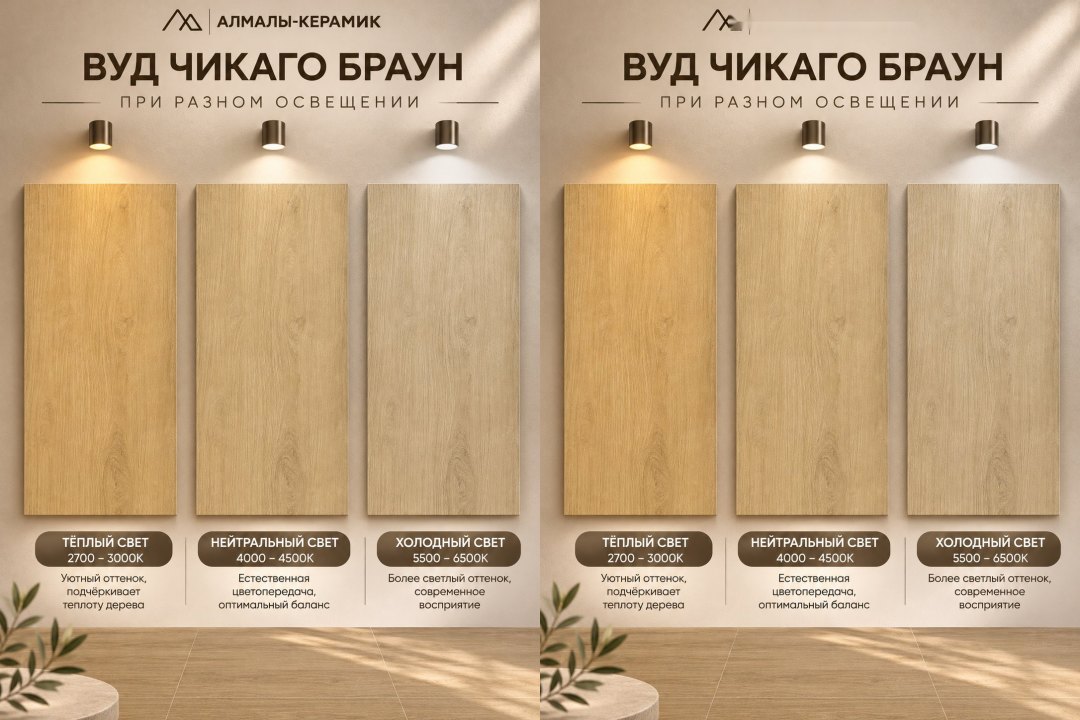 АЛМАЛЫ-КЕРАМИК
ВУД ЧИКАГО БРАУН
ПРИ РАЗНОМ ОСВЕЩЕНИИ
ТЁПЛЫЙ СВЕТ
2700 – 3000K
Уютный оттенок,
подчёркивает
теплоту дерева
НЕЙТРАЛЬНЫЙ СВЕТ
4000 – 4500K
Естественная
цветопередача,
оптимальный баланс
ХОЛОДНЫЙ СВЕТ
5500 – 6500K
Более светлый оттенок,
современное
восприятие
ВУД ЧИКАГО БРАУН
ПРИ РАЗНОМ ОСВЕЩЕНИИ
ТЁПЛЫЙ СВЕТ
2700 – 3000K
Уютный оттенок,
подчёркивает
теплоту дерева
НЕЙТРАЛЬНЫЙ СВЕТ
4000 – 4500K
Естественная
цветопередача,
оптимальный баланс
ХОЛОДНЫЙ СВЕТ
5500 – 6500K
Более светлый оттенок,
современное
восприятие